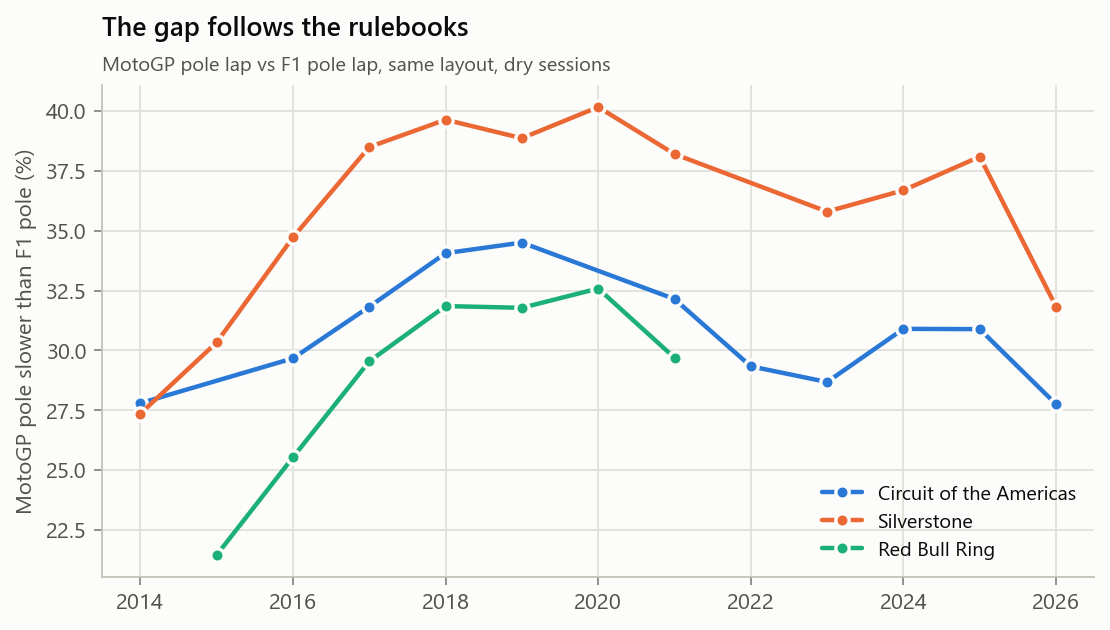 The gap follows the rulebooks
MotoGP pole lap vs F1 pole lap, same layout, dry sessions
MotoGP pole slower than F1 pole (%)
40.0
37.5
35.0
32.5
30.0
27.5
25.0
22.5
Circuit of the Americas
Silverstone
Red Bull Ring
2014 2016 2018 2020 2022 2024 2026